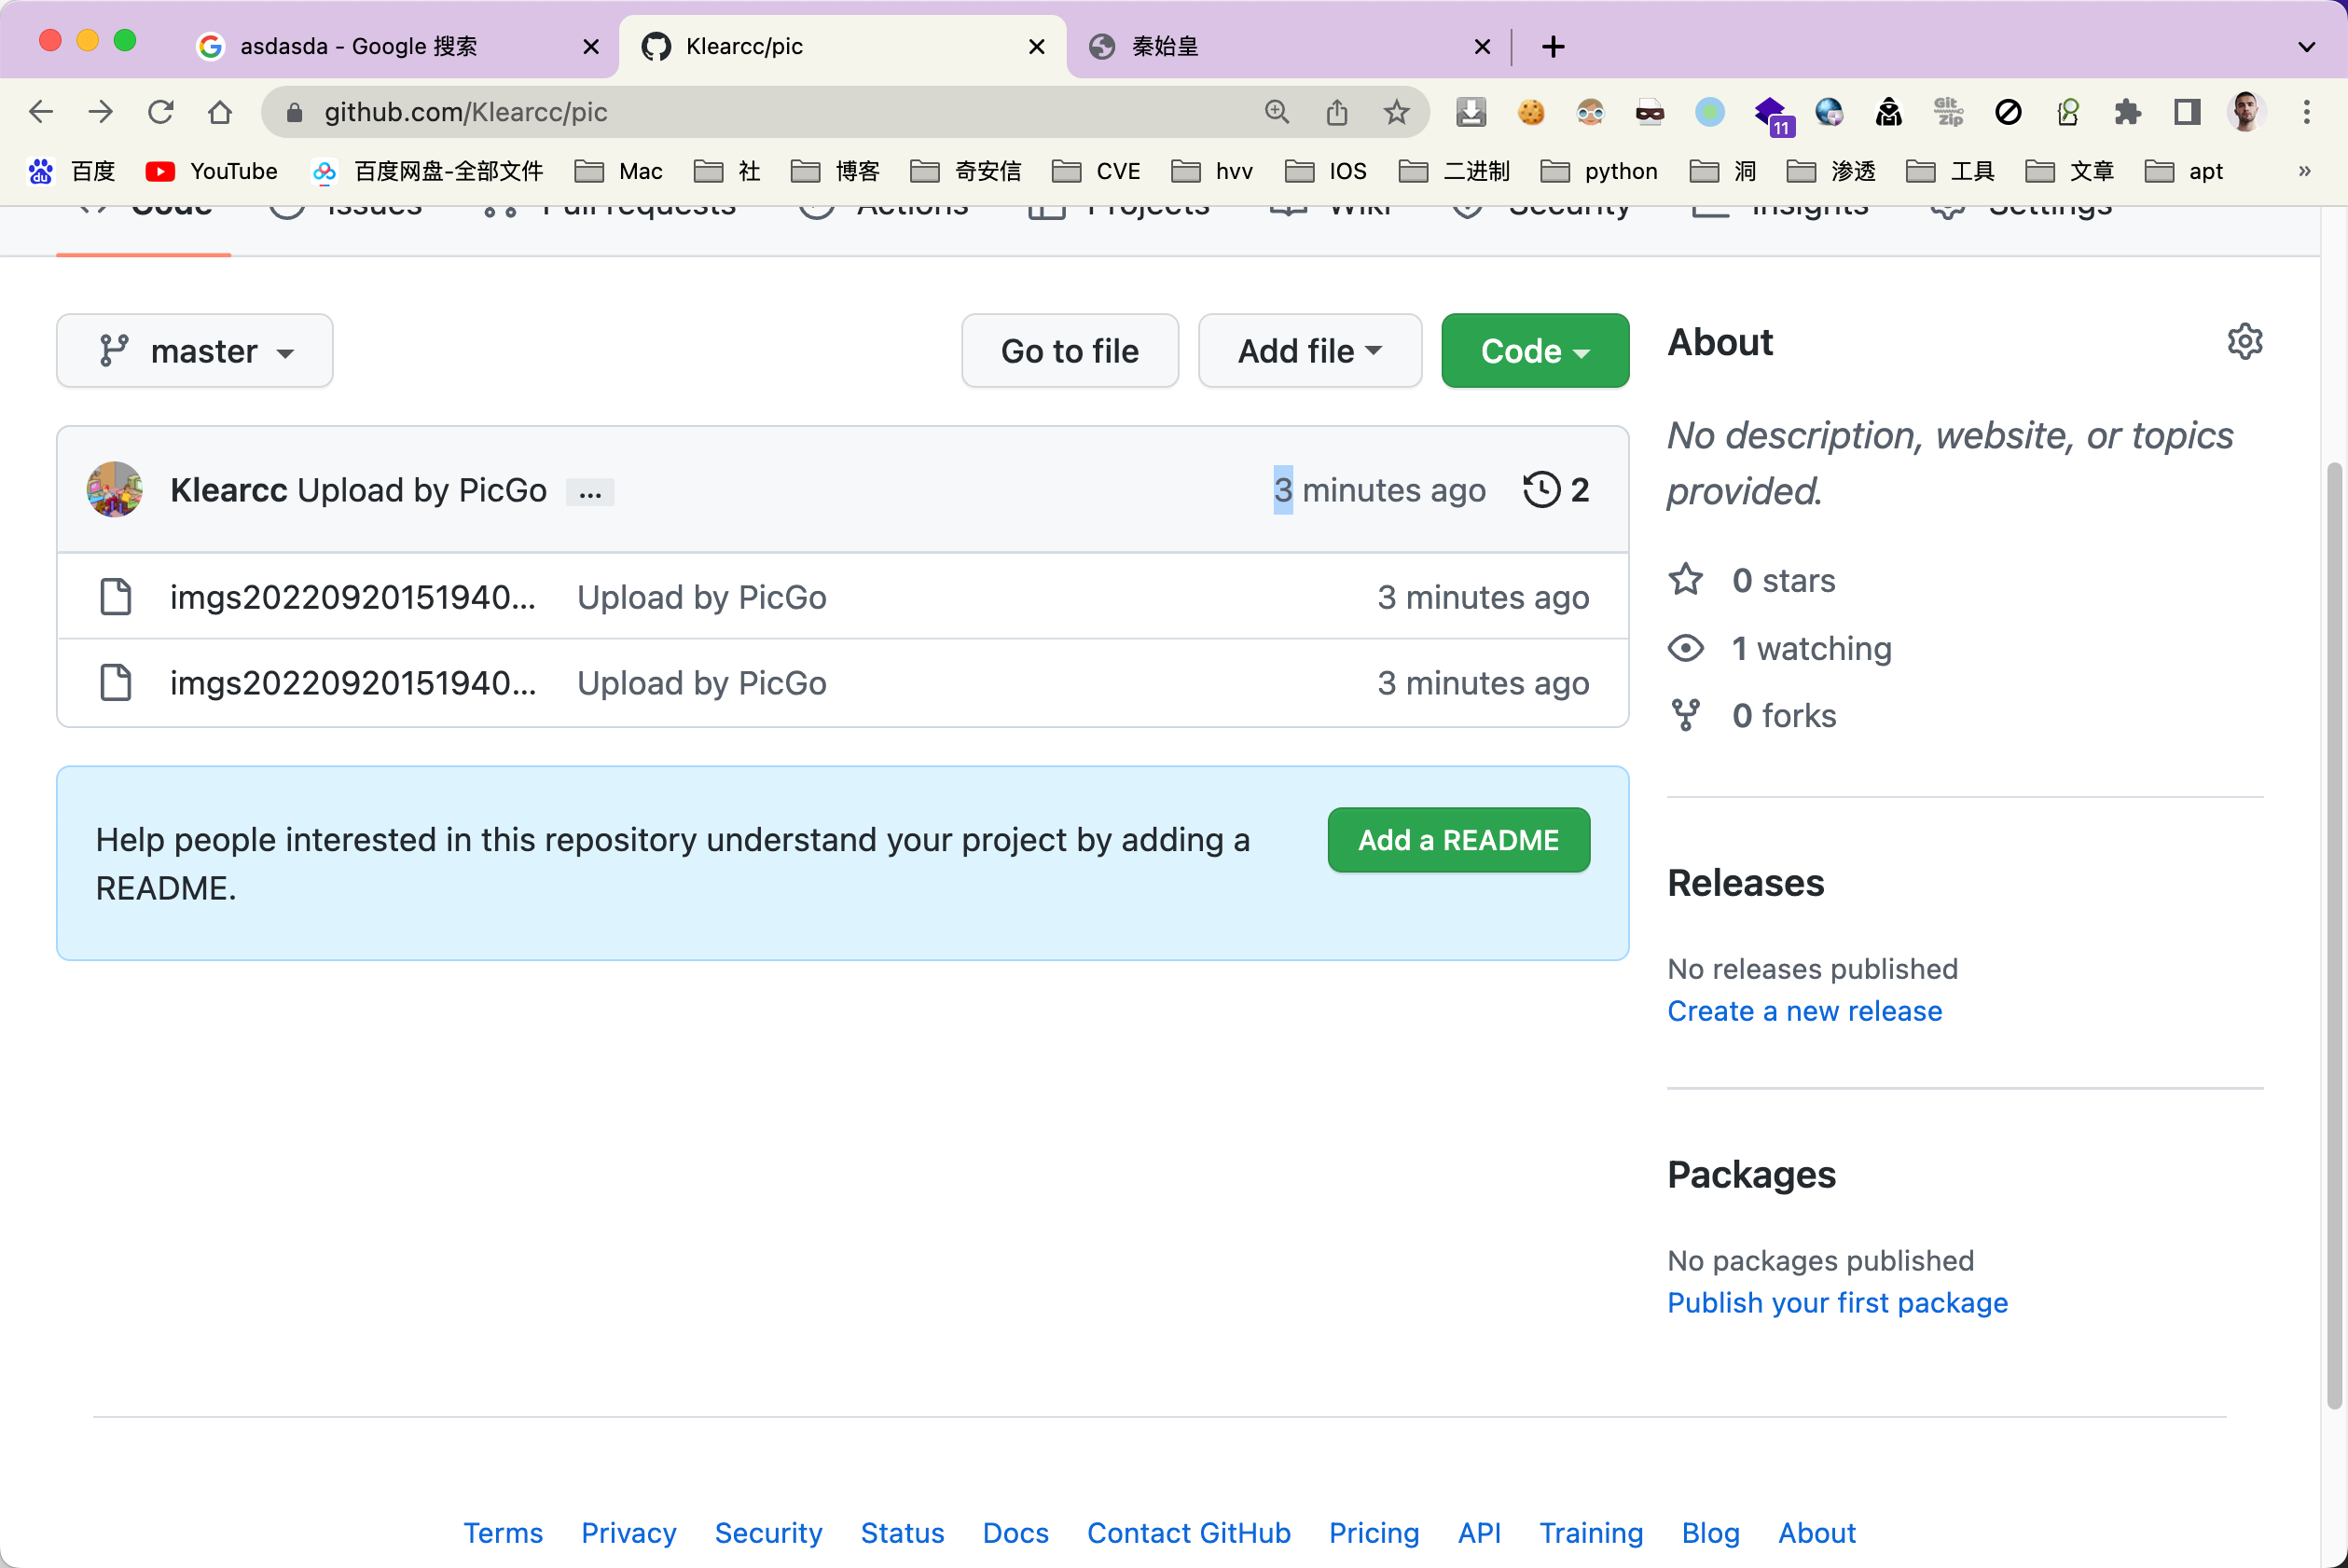 asdasda - Google 搜索
Klearcc/pic
秦始皇
github.com/Klearcc/pic
11
Git
Zip
du
百度
YouTube
百度网盘-全部文件
Mac
社
博客
奇安信
CVE
hvv
IOS
二进制
python
洞
渗透
工具
文章
apt
»
Code
Issues
Pull requests
Actions
Projects
Wiki
Security
Insights
Settings
master
Go to file
Add file
Code
Klearcc Upload by PicGo ...
3 minutes ago
2
imgs20220920151940...
Upload by PicGo
3 minutes ago
imgs20220920151940...
Upload by PicGo
3 minutes ago
Help people interested in this repository understand your project by adding a
README.
Add a README
About
No description, website, or topics
provided.
0 stars
1 watching
0 forks
Releases
No releases published
Create a new release
Packages
No packages published
Publish your first package
Terms
Privacy
Security
Status
Docs
Contact GitHub
Pricing
API
Training
Blog
About